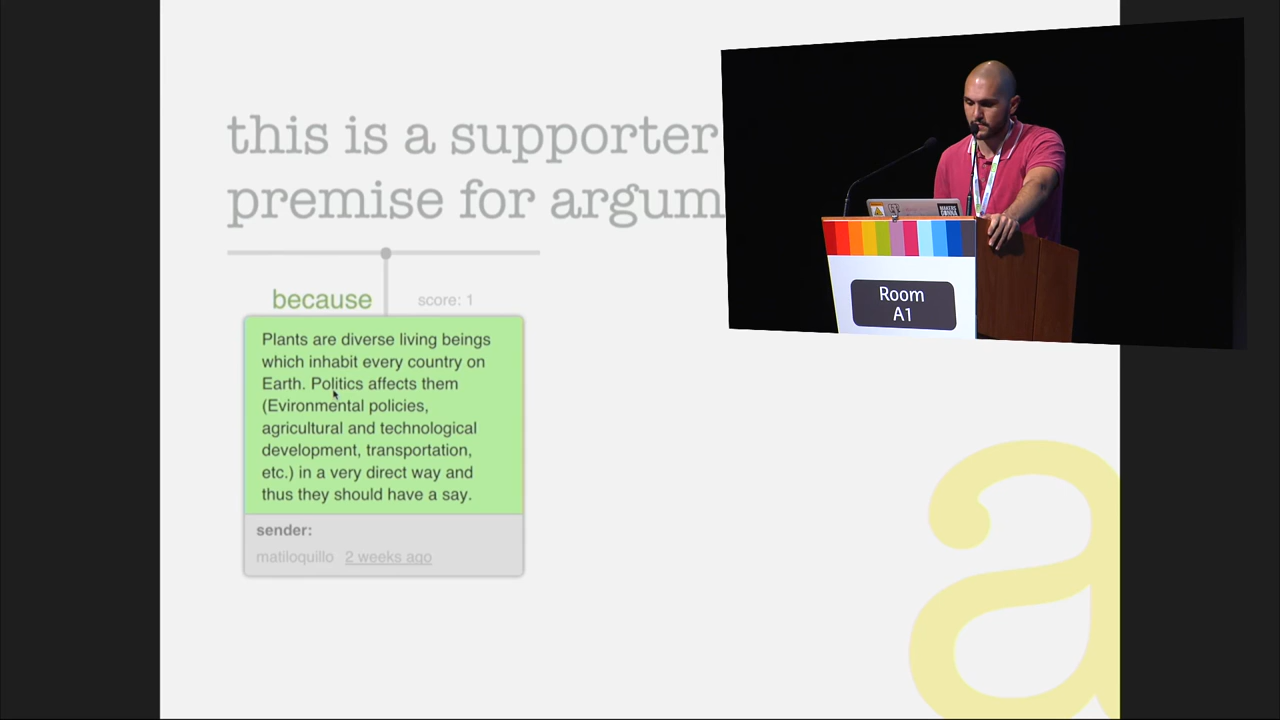 this is a supporter
premise for argum
because
score: 1
Plants are diverse living beings
which inhabit every country on
Earth. Politics affects them
(Evironmental policies,
agricultural and technological
development, transportation,
etc.) in a very direct way and
thus they should have a say.
sender:
matiloquillo 2 weeks ago
a
Room
A1